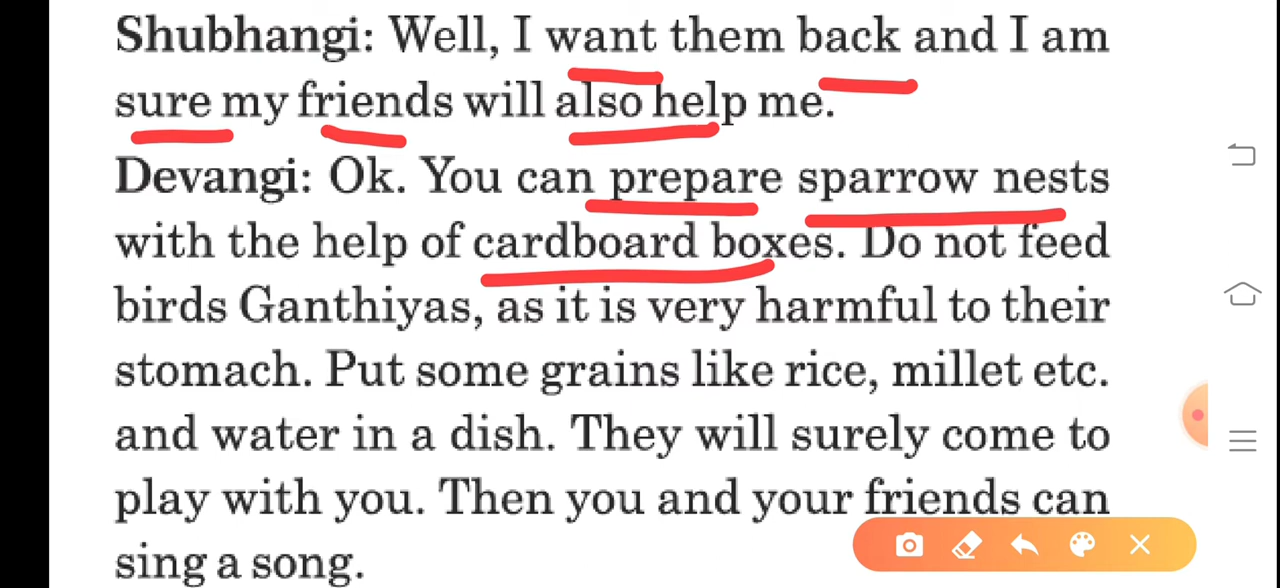 Shubhangi: Well, I want them back and I am
sure my friends will also help me.
Devangi: Ok. You can prepare sparrow nests
with the help of cardboard boxes. Do not feed
birds Ganthiyas, as it is very harmful to their
stomach. Put some grains like rice, millet etc.
and water in a dish. They will surely come to
play with you. Then you and your friends can
sing a song.